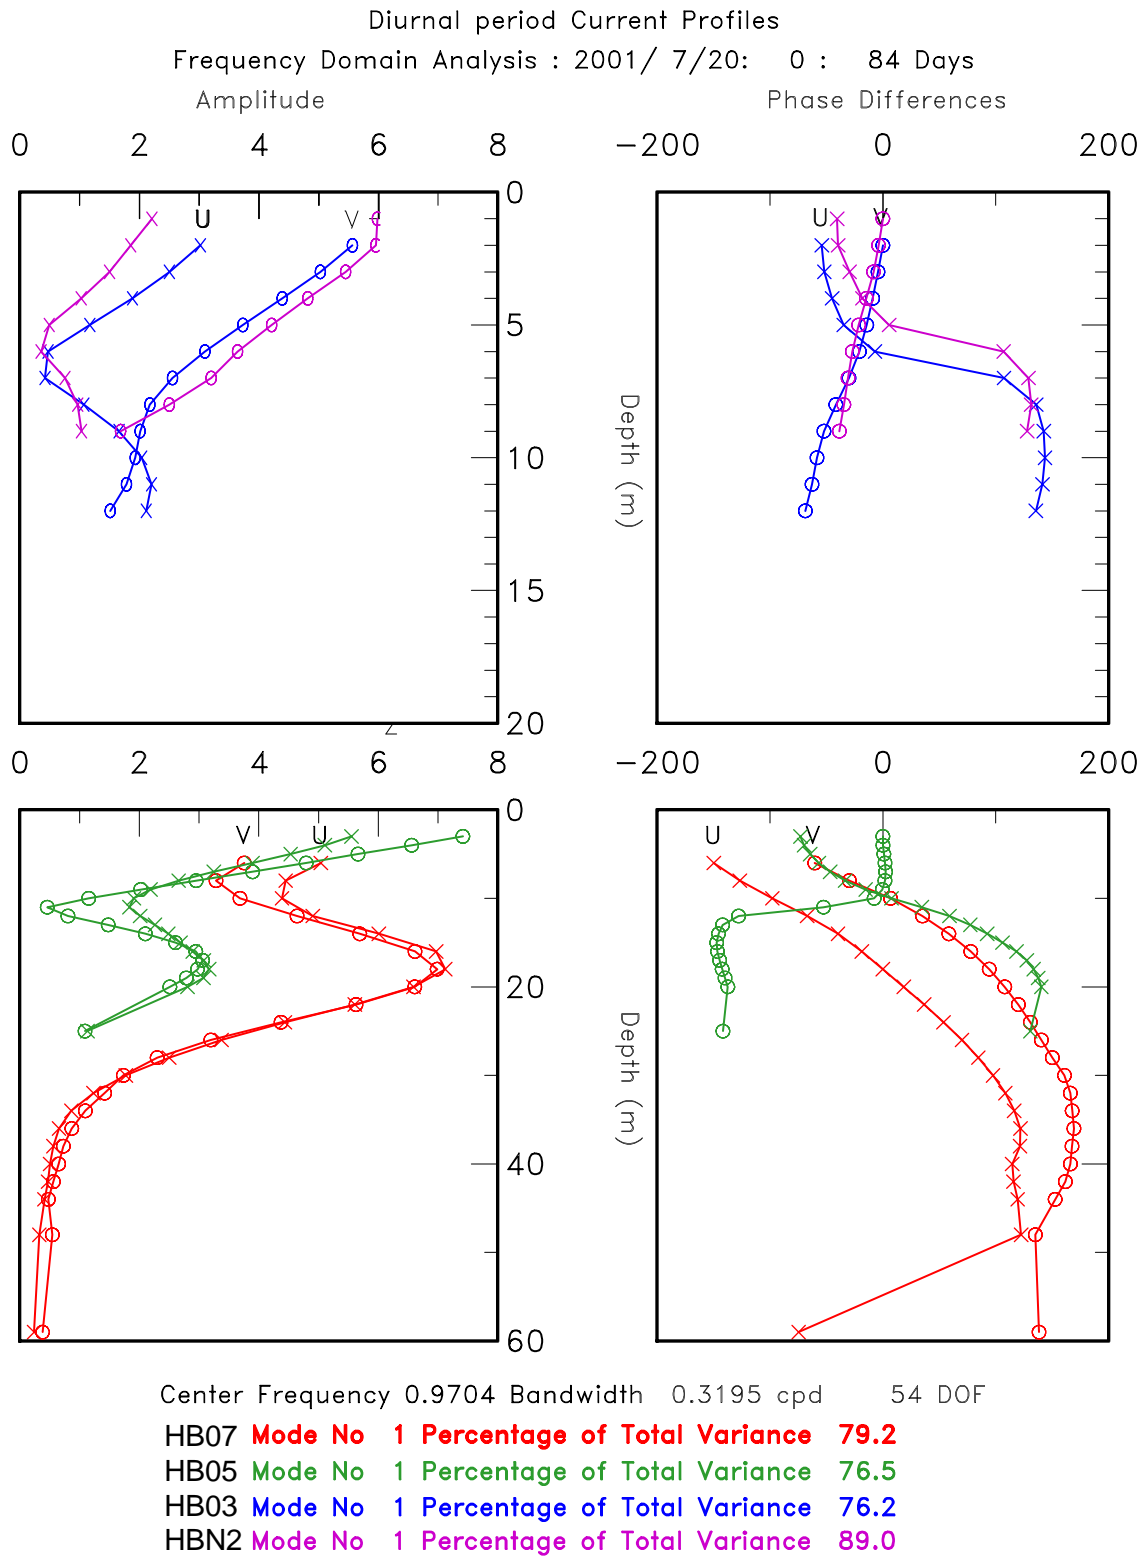 Diurnal period Current Profiles
Frequency Domain Analysis : 2001/ 7/20: 0 : 84 Days
Amplitude Phase Differences
0 2 4 6 8 -200 0 200
0
U V U V
5
Depth (m)
10
15
20
0 2 4 6 8 -200 0 200
0
V U U V
20
Depth (m)
40
60
Center Frequency 0.9704 Bandwidth 0.3195 cpd 54 DOF
HB07 Mode No 1 Percentage of Total Variance 79.2
HB05 Mode No 1 Percentage of Total Variance 76.5
HB03 Mode No 1 Percentage of Total Variance 76.2
HBN2 Mode No 1 Percentage of Total Variance 89.0